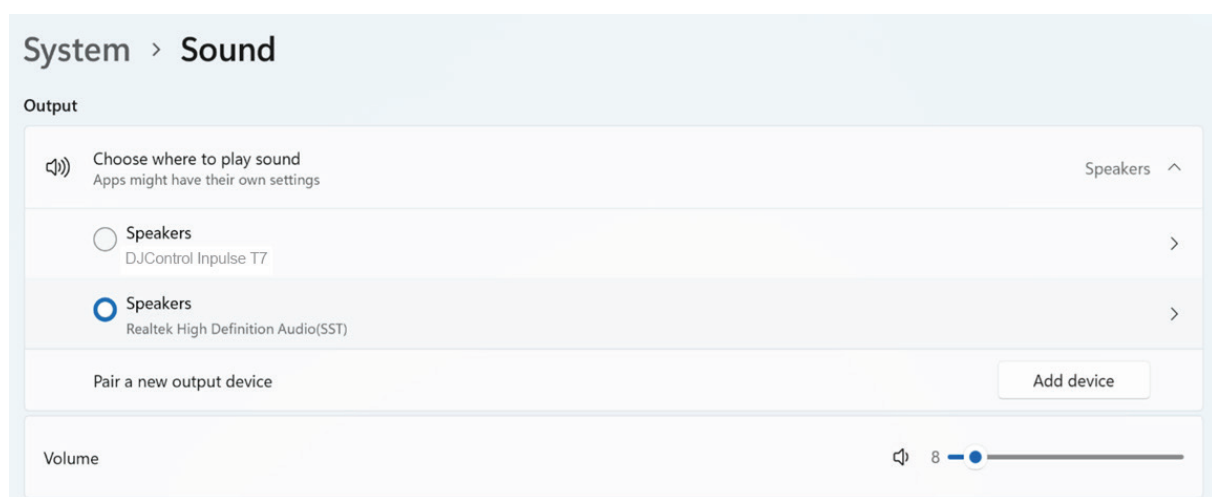 System > Sound
Output
Choose where to play sound
Apps might have their own settings
Speakers
Speakers
DJControl Inpulse T7
Speakers
Realtek High Definition Audio(SST)
Pair a new output device
Add device
Volume
8